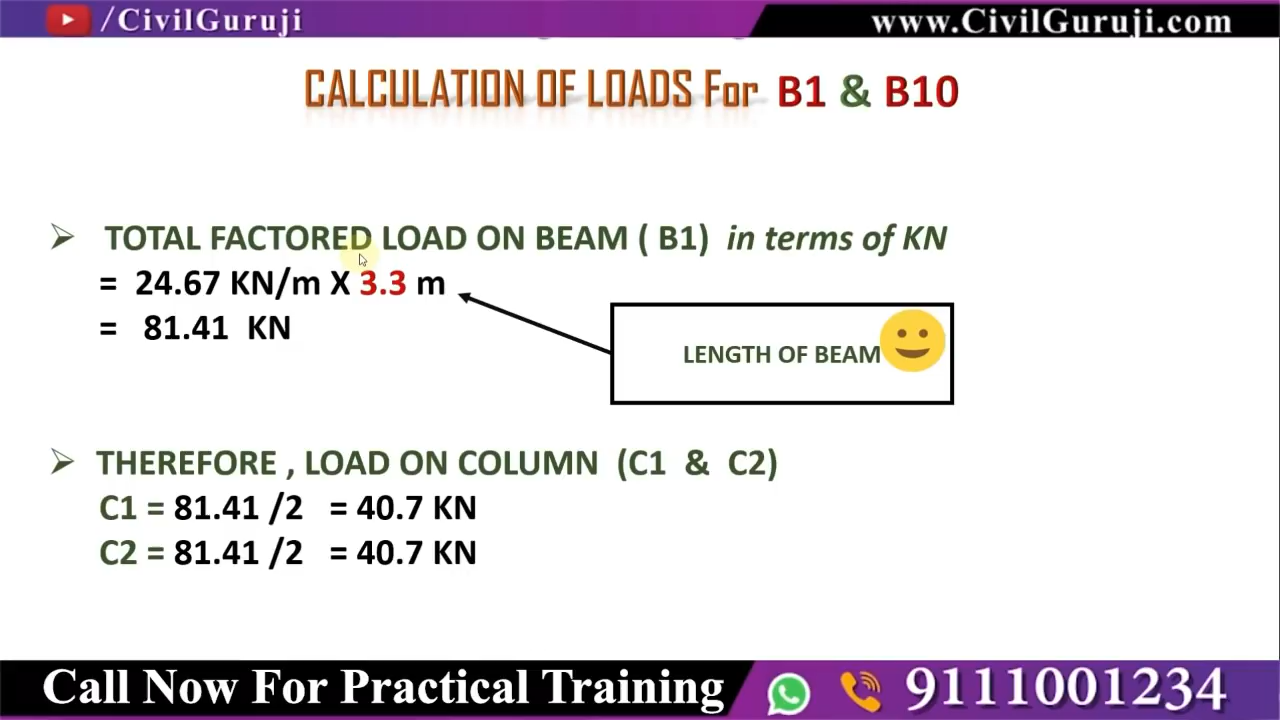 /CivilGuruji
www.CivilGuruji.com
CALCULATION OF LOADS For B1 & B10
TOTAL FACTORED LOAD ON BEAM ( B1) in terms of KN
= 24.67 KN/m X 3.3 m
= 81.41 KN
LENGTH OF BEAM
THEREFORE , LOAD ON COLUMN (C1 & C2)
C1 = 81.41 /2 = 40.7 KN
C2 = 81.41 /2 = 40.7 KN
Call Now For Practical Training
9111001234